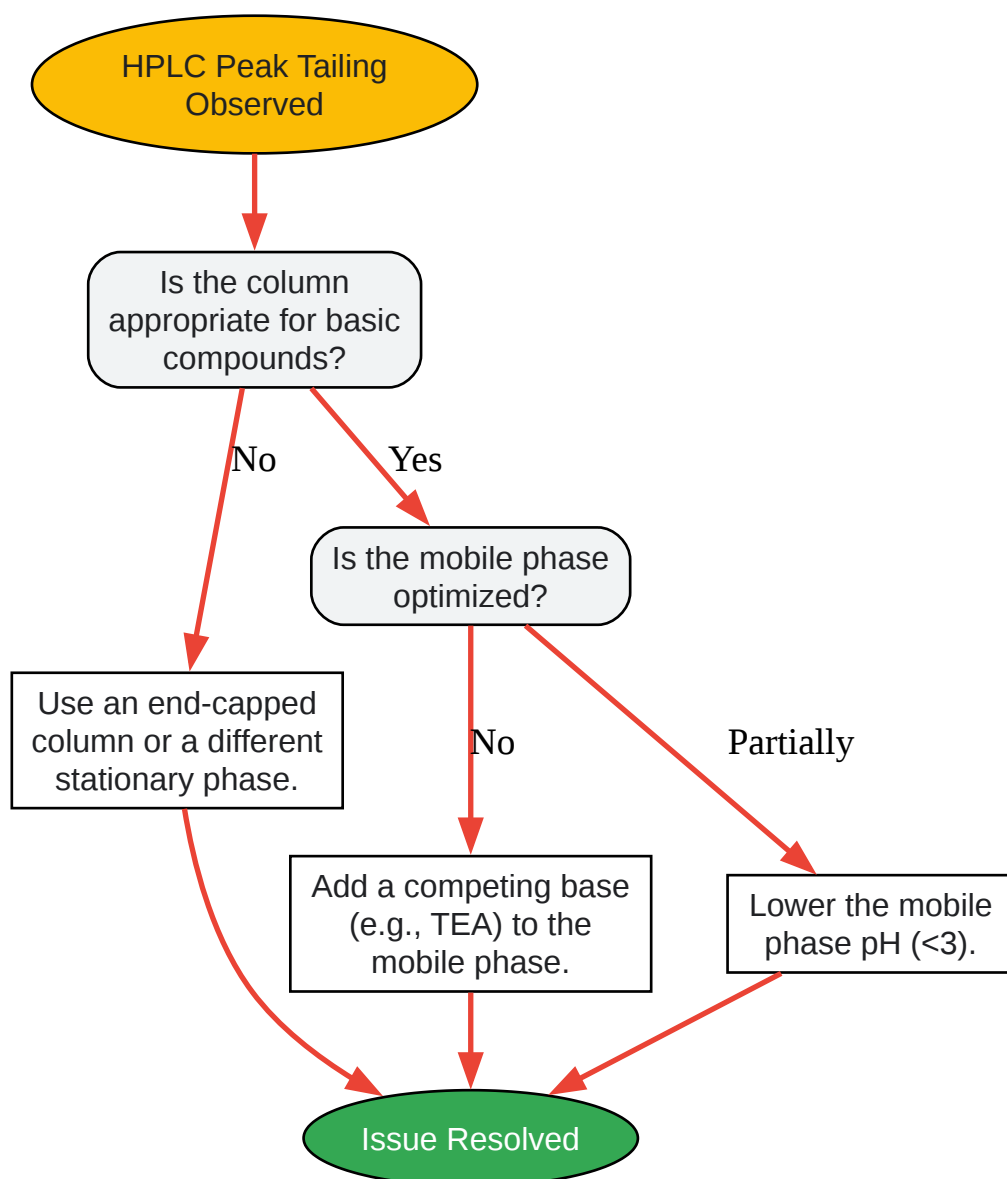 HPLC Peak Tailing
Observed
Is the column
appropriate for basic
compounds?
No
Yes
Is the mobile phase
optimized?
Use an end-capped
column or a different
stationary phase.
No
Partially
Add a competing base
(e.g., TEA) to the
mobile phase.
Lower the mobile
phase pH (<3).
Issue Resolved